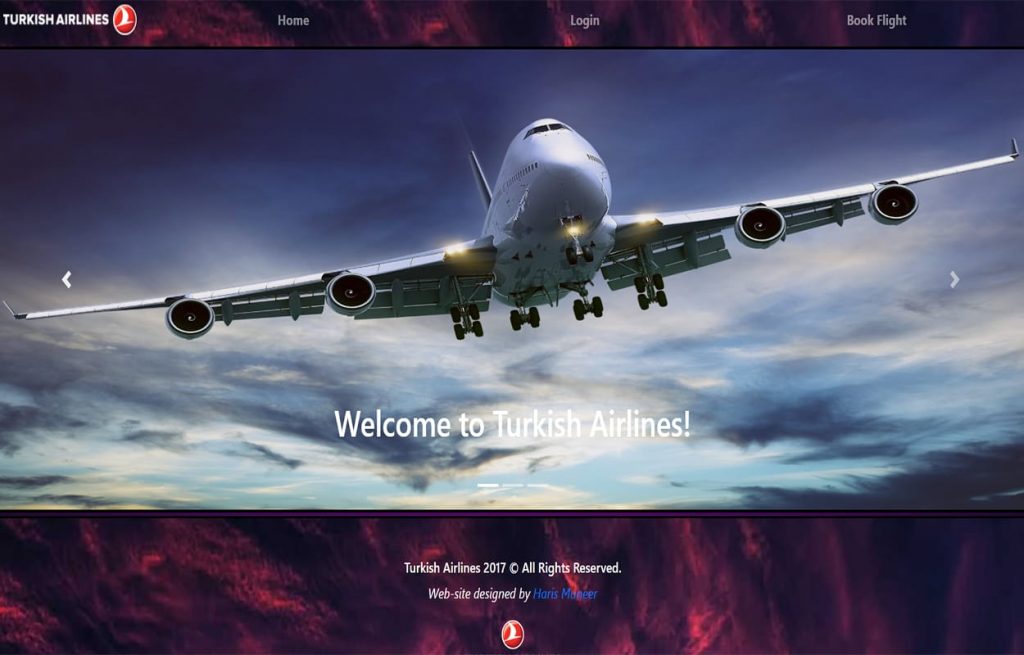 TURKISH AIRLINES
Home
Login
Book Flight
Welcome to Turkish Airlines!
Turkish Airlines 2017 © All Rights Reserved.
Web-site designed by Haris Muneer